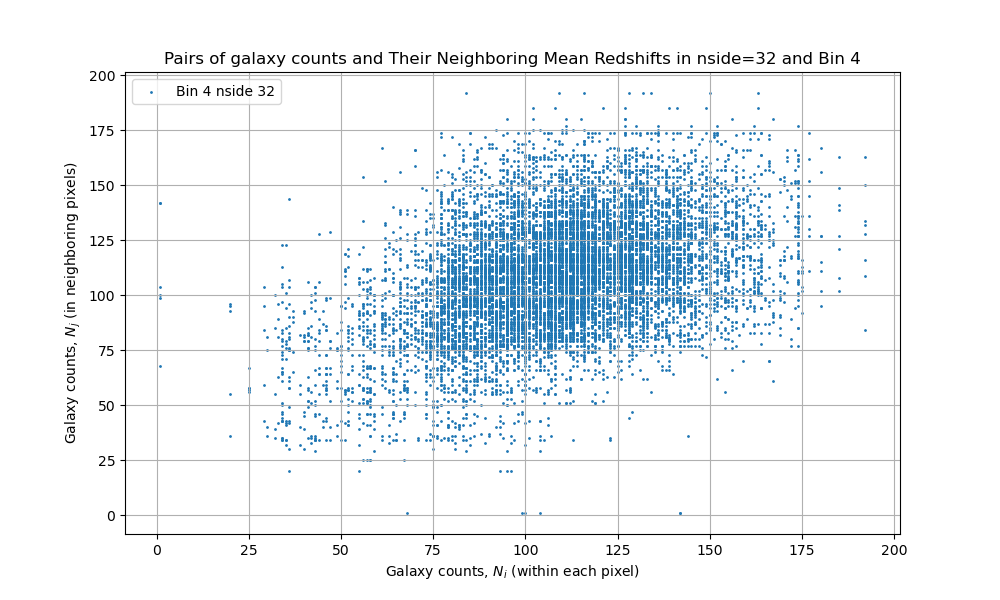 Pairs of galaxy counts and Their Neighboring Mean Redshifts in nside=32 and Bin 4
Bin 4 nside 32
Galaxy counts, N_j (in neighboring pixels)
200
175
150
125
100
75
50
25
0
0 25 50 75 100 125 150 175 200
Galaxy counts, N_i (within each pixel)